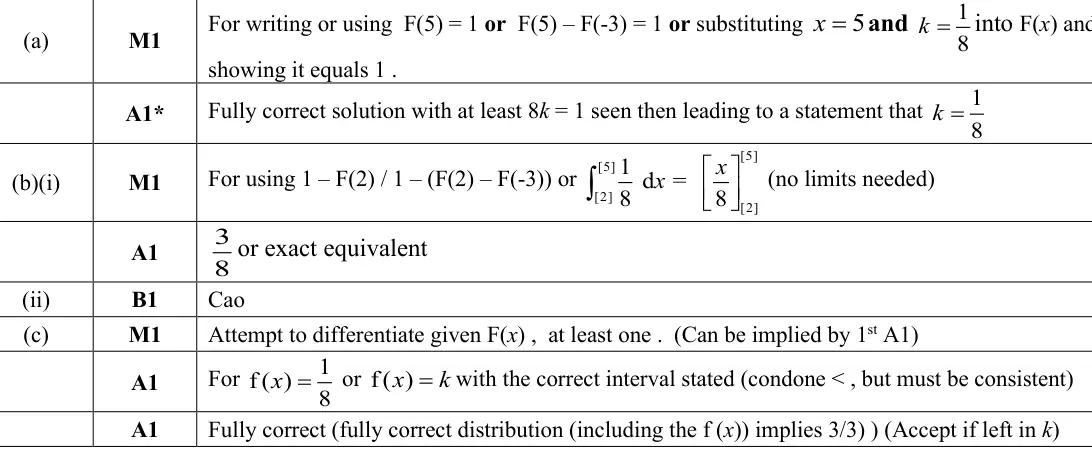 (a) M1 For writing or using F(5) = 1 or F(5) – F(-3) = 1 or substituting x = 5 and k = 1/8 into F(x) and
showing it equals 1 .
A1* Fully correct solution with at least 8k = 1 seen then leading to a statement that k = 1/8
(b)(i) M1 For using 1 – F(2) / 1 – (F(2) – F(-3)) or ∫_[2]^[5] 1/8 dx = [x/8]_[2]^[5] (no limits needed)
A1 3/8 or exact equivalent
(ii) B1 Cao
(c) M1 Attempt to differentiate given F(x) , at least one . (Can be implied by 1st A1)
A1 For f(x) = 1/8 or f(x) = k with the correct interval stated (condone < , but must be consistent)
A1 Fully correct (fully correct distribution (including the f (x)) implies 3/3) ) (Accept if left in k)